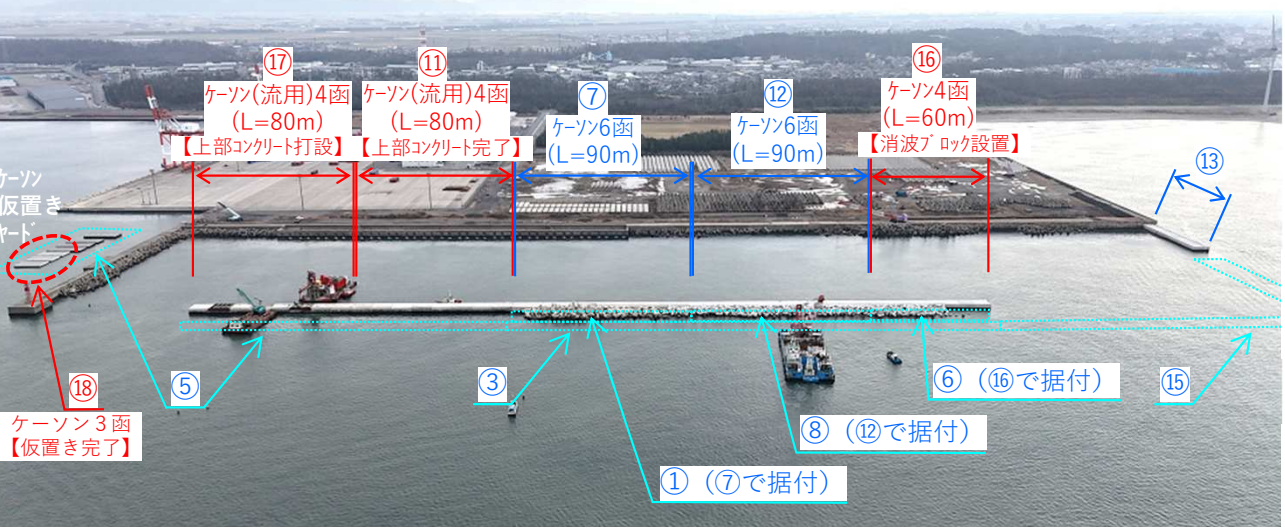 ⑰
ケーソン(流用)4函
(L=80m)
【上部コンクリート打設】
⑪
ケーソン(流用)4函
(L=80m)
【上部コンクリート完了】
⑦
ケーソン6函
(L=90m)
⑫
ケーソン6函
(L=90m)
⑯
ケーソン4函
(L=60m)
【消波ブロック設置】
⑬
ケーソン
仮置き
ヤード
⑱
ケーソン3函
【仮置き完了】
⑤
③
①（⑦で据付）
⑧（⑫で据付）
⑥（⑯で据付）
⑮